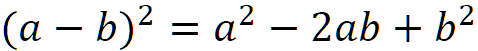 (a − b)² = a² − 2ab + b²